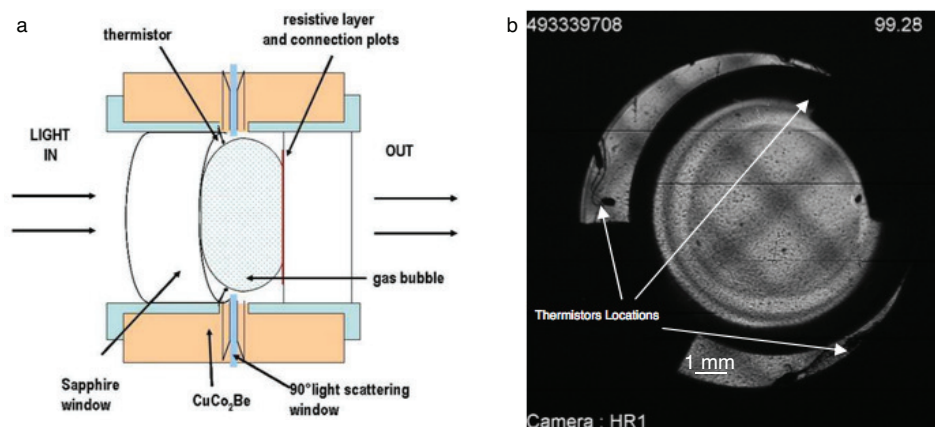 a
thermistor
resistive layer
and connection plots
LIGHT
IN
OUT
gas bubble
Sapphire
window
CuCo2Be
90°light scattering
window
b
493339708
99.28
Thermistors Locations
1 mm
Camera : HR1